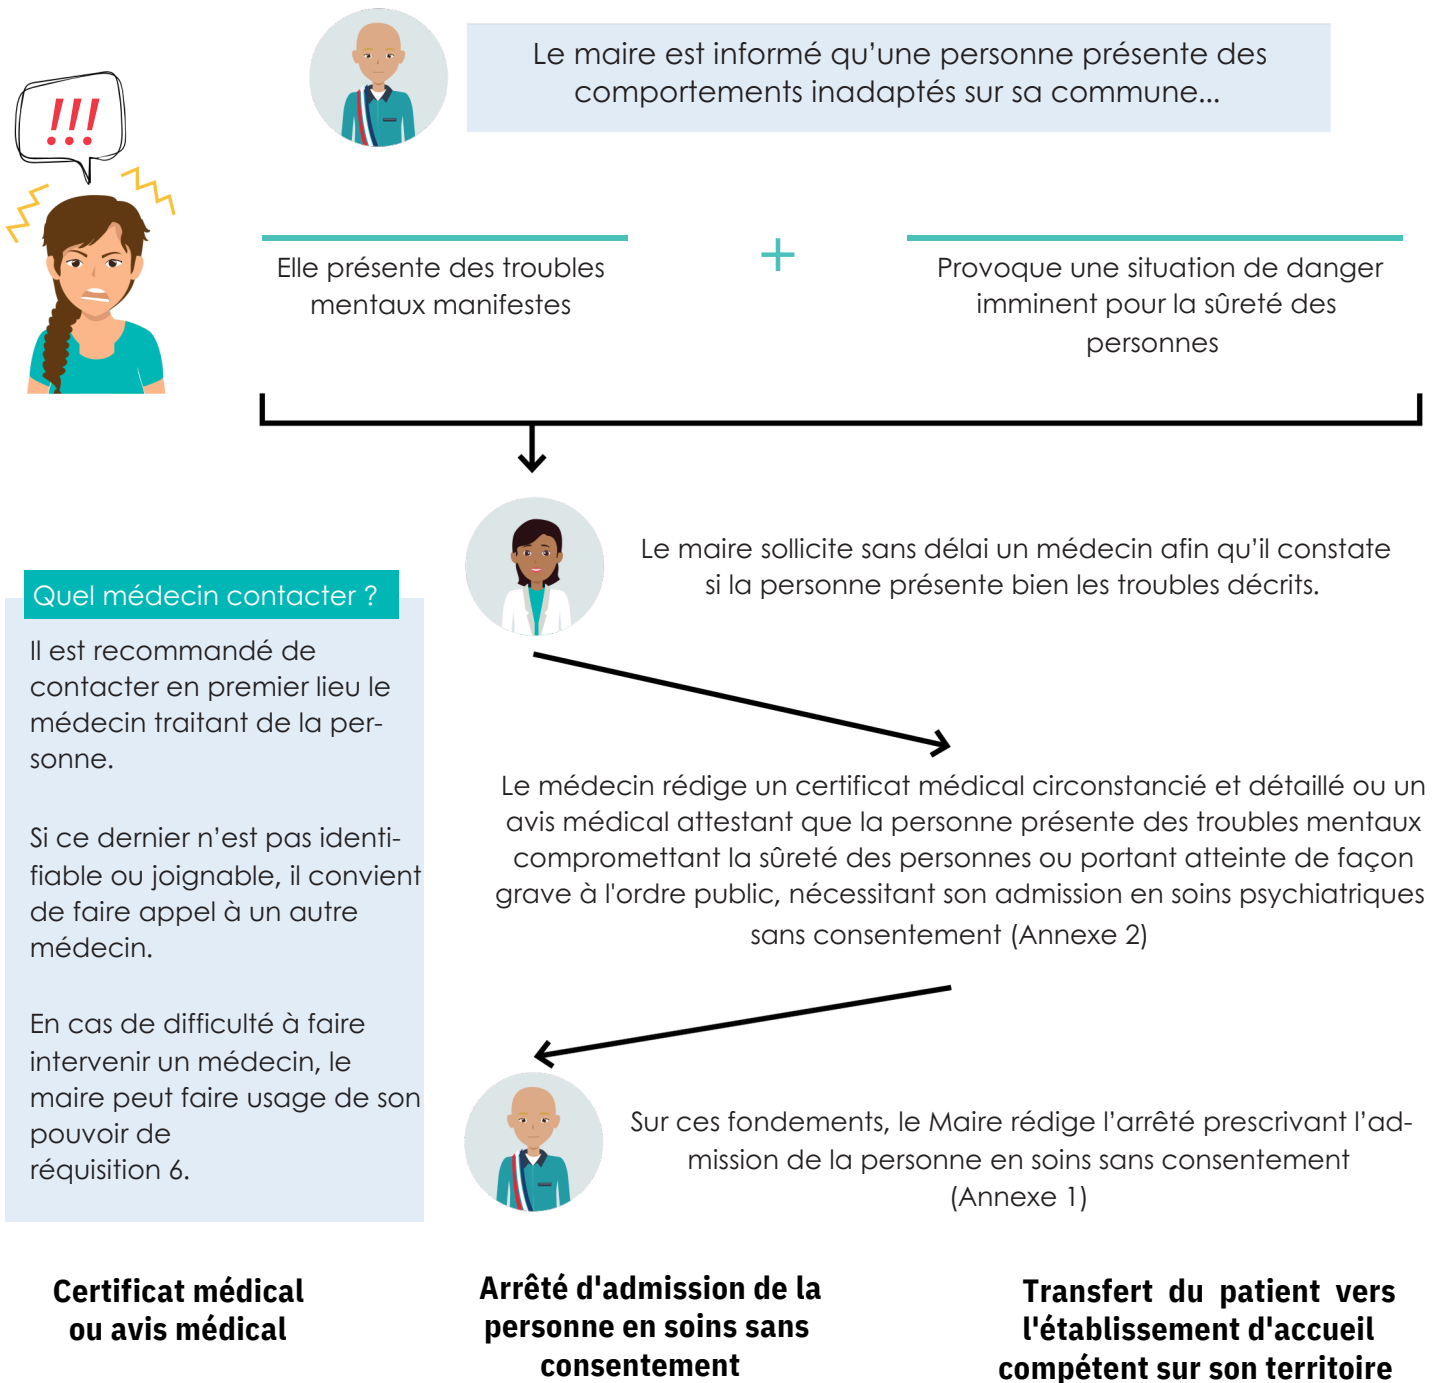 Le maire est informé qu'une personne présente des
comportements inadaptés sur sa commune...
!!!
Elle présente des troubles
mentaux manifestes
+
Provoque une situation de danger
imminent pour la sûreté des
personnes
Le maire sollicite sans délai un médecin afin qu'il constate
si la personne présente bien les troubles décrits.
Quel médecin contacter ?
Il est recommandé de
contacter en premier lieu le
médecin traitant de la per-
sonne.
Si ce dernier n'est pas identi-
fiable ou joignable, il convient
de faire appel à un autre
médecin.
En cas de difficulté à faire
intervenir un médecin, le
maire peut faire usage de son
pouvoir de
réquisition 6.
Le médecin rédige un certificat médical circonstancié et détaillé ou un
avis médical attestant que la personne présente des troubles mentaux
compromettant la sûreté des personnes ou portant atteinte de façon
grave à l'ordre public, nécessitant son admission en soins psychiatriques
sans consentement (Annexe 2)
Sur ces fondements, le Maire rédige l'arrêté prescrivant l'ad-
mission de la personne en soins sans consentement
(Annexe 1)
Certificat médical
ou avis médical
Arrêté d'admission de la
personne en soins sans
consentement
Transfert du patient vers
l'établissement d'accueil
compétent sur son territoire